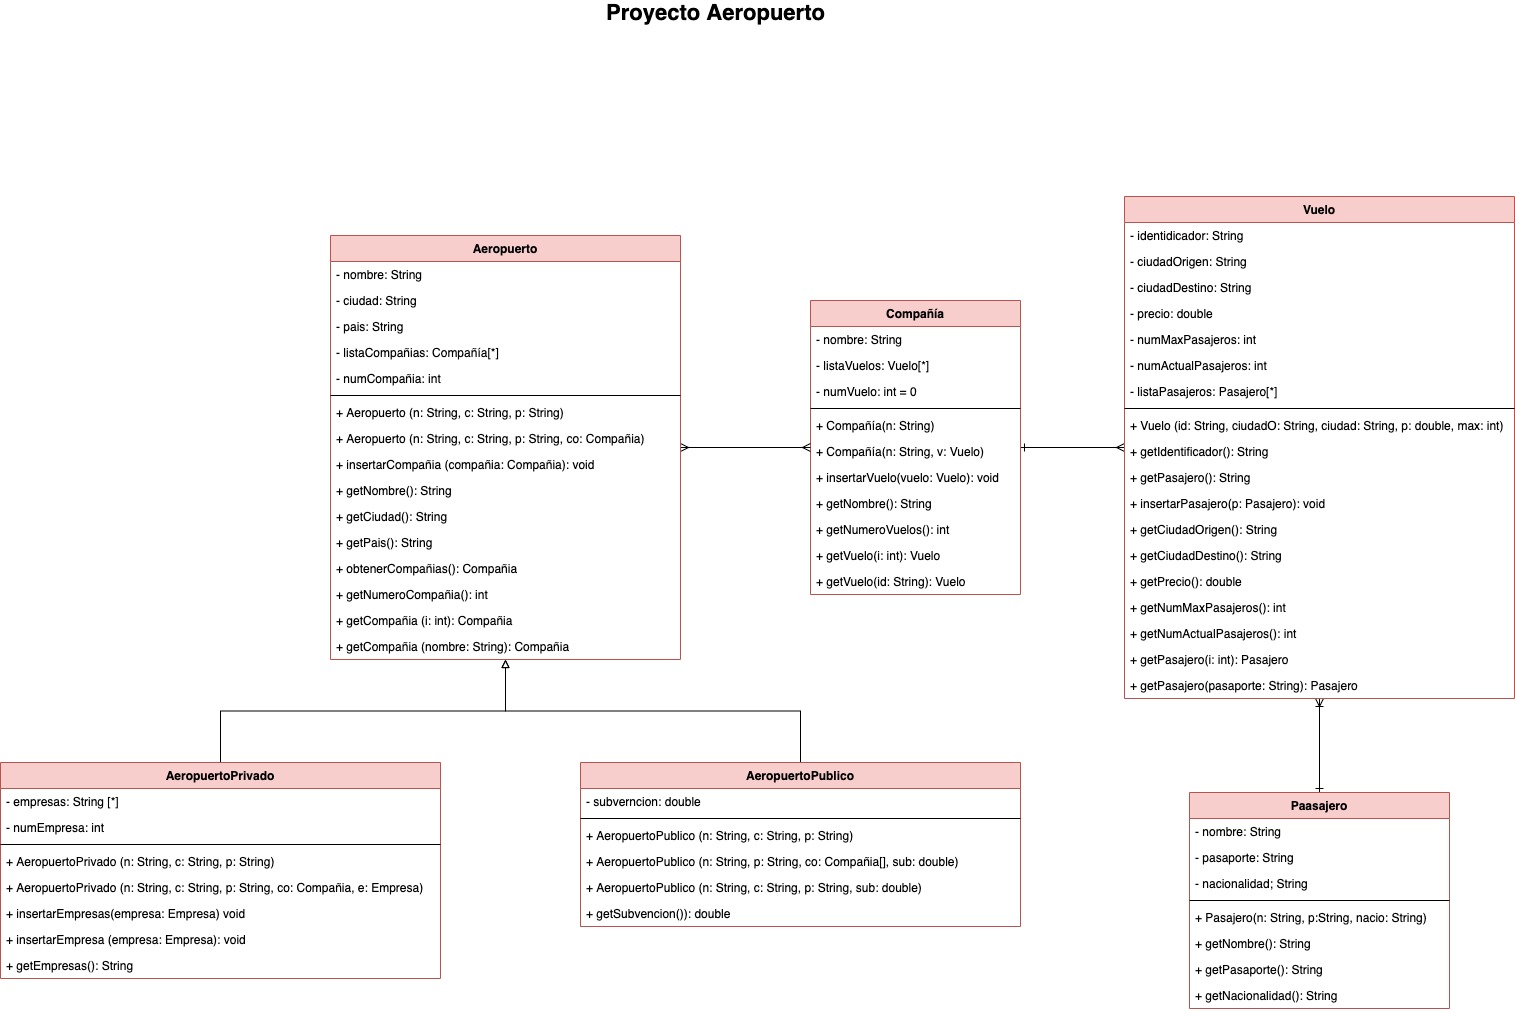 Proyecto Aeropuerto
Aeropuerto
- nombre: String
- ciudad: String
- pais: String
- listaCompañias: Compañía[*]
- numCompañia: int
+ Aeropuerto (n: String, c: String, p: String)
+ Aeropuerto (n: String, c: String, p: String, co: Compañia)
+ insertarCompañia (compañia: Compañia): void
+ getNombre(): String
+ getCiudad(): String
+ getPais(): String
+ obtenerCompañias(): Compañia
+ getNumeroCompañia(): int
+ getCompañia (i: int): Compañia
+ getCompañia (nombre: String): Compañia
Compañía
- nombre: String
- listaVuelos: Vuelo[*]
- numVuelo: int = 0
+ Compañía(n: String)
+ Compañía(n: String, v: Vuelo)
+ insertarVuelo(vuelo: Vuelo): void
+ getNombre(): String
+ getNumeroVuelos(): int
+ getVuelo(i: int): Vuelo
+ getVuelo(id: String): Vuelo
Vuelo
- identidicador: String
- ciudadOrigen: String
- ciudadDestino: String
- precio: double
- numMaxPasajeros: int
- numActualPasajeros: int
- listaPasajeros: Pasajero[*]
+ Vuelo (id: String, ciudadO: String, ciudad: String, p: double, max: int)
+ getIdentificador(): String
+ getPasajero(): String
+ insertarPasajero(p: Pasajero): void
+ getCiudadOrigen(): String
+ getCiudadDestino(): String
+ getPrecio(): double
+ getNumMaxPasajeros(): int
+ getNumActualPasajeros(): int
+ getPasajero(i: int): Pasajero
+ getPasajero(pasaporte: String): Pasajero
AeropuertoPrivado
- empresas: String [*]
- numEmpresa: int
+ AeropuertoPrivado (n: String, c: String, p: String)
+ AeropuertoPrivado (n: String, c: String, p: String, co: Compañia, e: Empresa)
+ insertarEmpresas(empresa: Empresa) void
+ insertarEmpresa (empresa: Empresa): void
+ getEmpresas(): String
AeropuertoPublico
- subverncion: double
+ AeropuertoPublico (n: String, c: String, p: String)
+ AeropuertoPublico (n: String, p: String, co: Compañia[], sub: double)
+ AeropuertoPublico (n: String, c: String, p: String, sub: double)
+ getSubvencion()): double
Paasajero
- nombre: String
- pasaporte: String
- nacionalidad; String
+ Pasajero(n: String, p:String, nacio: String)
+ getNombre(): String
+ getPasaporte(): String
+ getNacionalidad(): String